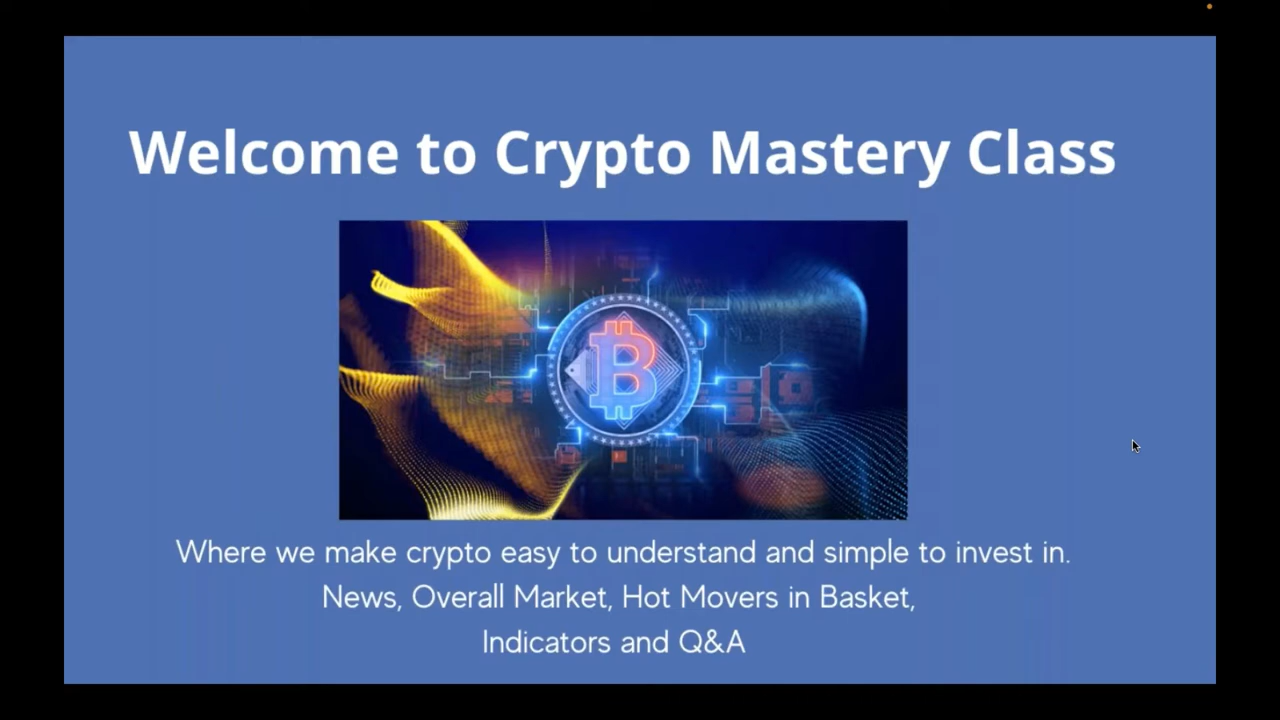 Welcome to Crypto Mastery Class
Where we make crypto easy to understand and simple to invest in.
News, Overall Market, Hot Movers in Basket,
Indicators and Q&A